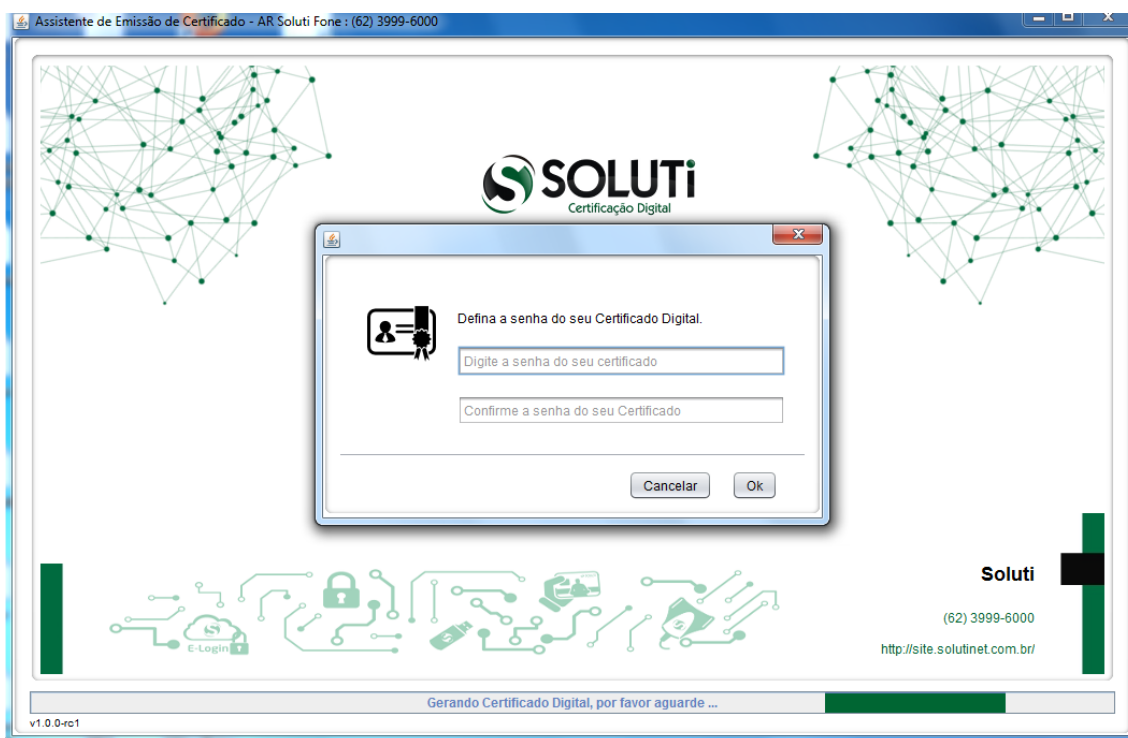 Assistente de Emissão de Certificado - AR Soluti Fone : (62) 3999-6000
SOLUTi
Certificação Digital
Defina a senha do seu Certificado Digital.
Digite a senha do seu certificado
Confirme a senha do seu Certificado
Cancelar
Ok
E-Login
Soluti
(62) 3999-6000
http://site.solutinet.com.br/
Gerando Certificado Digital, por favor aguarde ...
v1.0.0-rc1